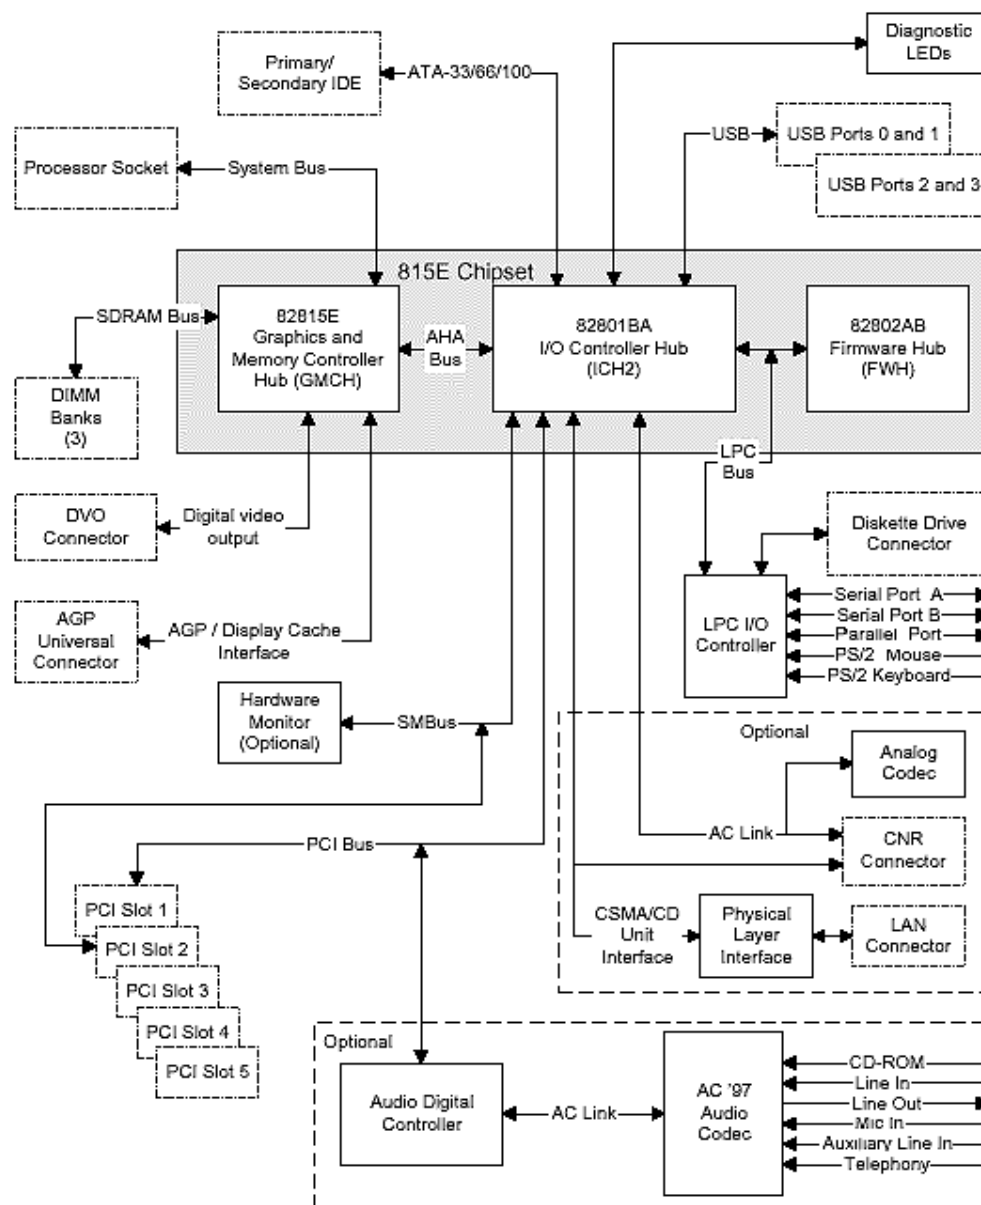 Diagnostic
LEDs
Primary/
Secondary IDE
ATA-33/66/100
USB
USB Ports 0 and 1
USB Ports 2 and 3
Processor Socket
System Bus
815E Chipset
SDRAM Bus
82815E
Graphics and
Memory Controller
Hub (GMCH)
AHA
Bus
82801BA
I/O Controller Hub
(ICH2)
82802AB
Firmware Hub
(FWH)
DIMM
Banks
(3)
LPC
Bus
DVO
Connector
Digital video
output
Diskette Drive
Connector
AGP
Universal
Connector
AGP / Display Cache
Interface
LPC I/O
Controller
Serial Port A
Serial Port B
Parallel Port
PS/2 Mouse
PS/2 Keyboard
Hardware
Monitor
(Optional)
SMBus
Optional
Analog
Codec
AC Link
CNR
Connector
PCI Bus
PCI Slot 1
PCI Slot 2
PCI Slot 3
PCI Slot 4
PCI Slot 5
CSMA/CD
Unit
Interface
Physical
Layer
Interface
LAN
Connector
Optional
Audio Digital
Controller
AC Link
AC '97
Audio
Codec
CD-ROM
Line In
Line Out
Mic In
Auxiliary Line In
Telephony